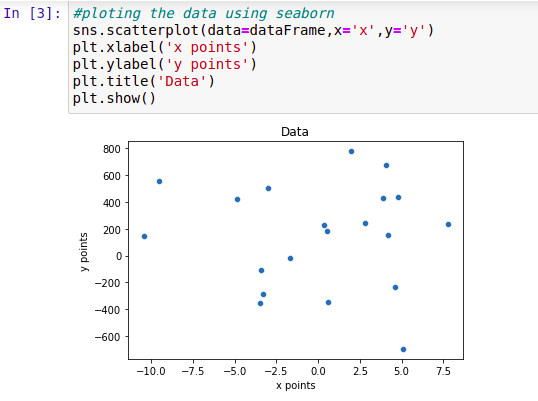 In [3]: #ploting the data using seaborn
sns.scatterplot(data=dataFrame,x='x',y='y')
plt.xlabel('x points')
plt.ylabel('y points')
plt.title('Data')
plt.show()
Data
800
600
400
200
0
−200
−400
−600
y points
−10.0 −7.5 −5.0 −2.5 0.0 2.5 5.0 7.5
x points